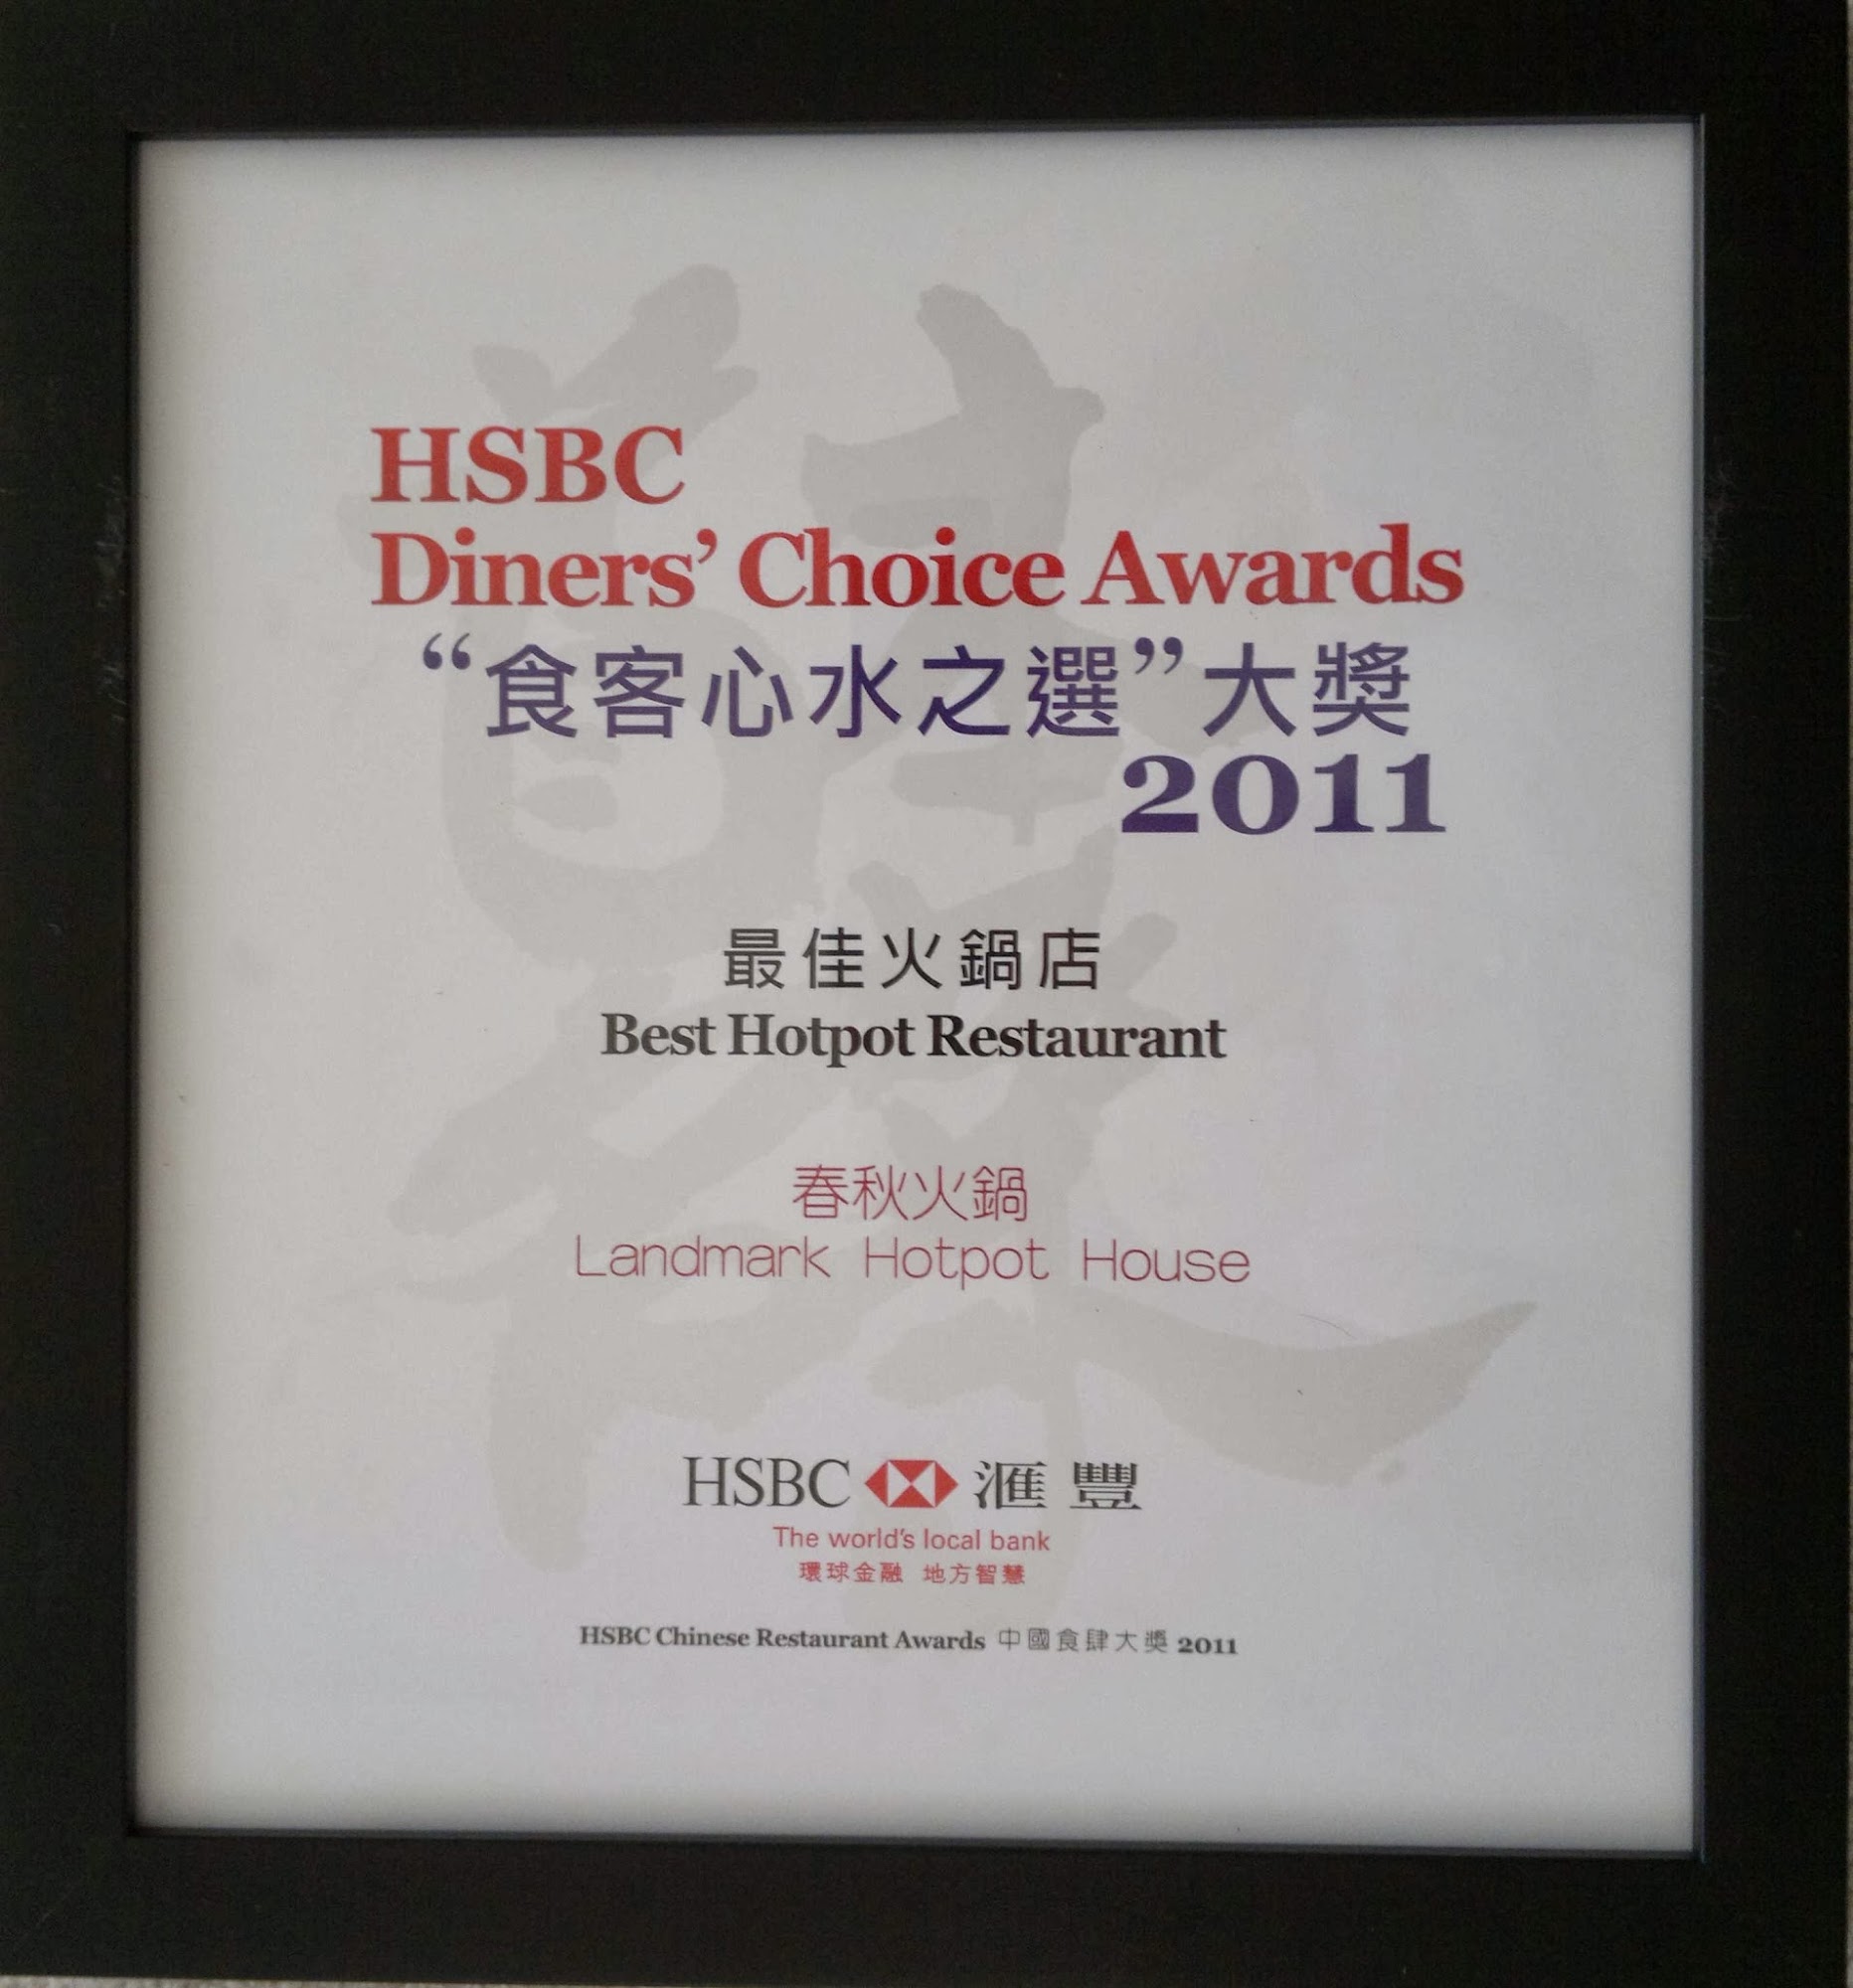 HSBC
Diners’ Choice Awards
“食客心水之選”大獎
2011
最佳火鍋店
Best Hotpot Restaurant
春秋火鍋
Landmark Hotpot House
HSBC 滙豐
The world's local bank
環球金融 地方智慧
HSBC Chinese Restaurant Awards 中國食肆大獎 2011